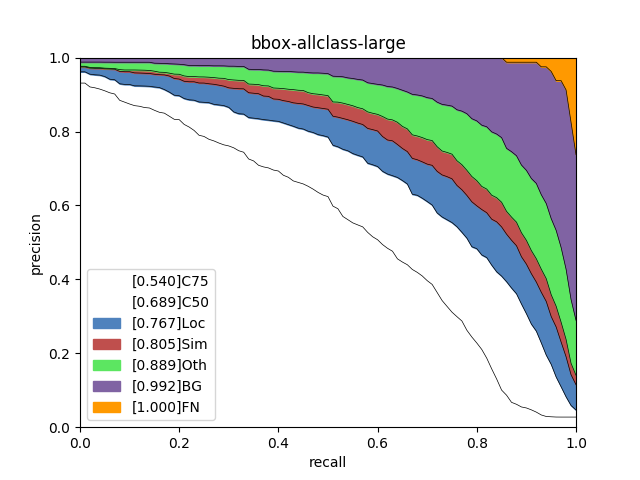 bbox-allclass-large
precision
1.0
0.8
0.6
0.4
0.2
0.0
[0.540]C75
[0.689]C50
[0.767]Loc
[0.805]Sim
[0.889]Oth
[0.992]BG
[1.000]FN
0.0 0.2 0.4 0.6 0.8 1.0
recall